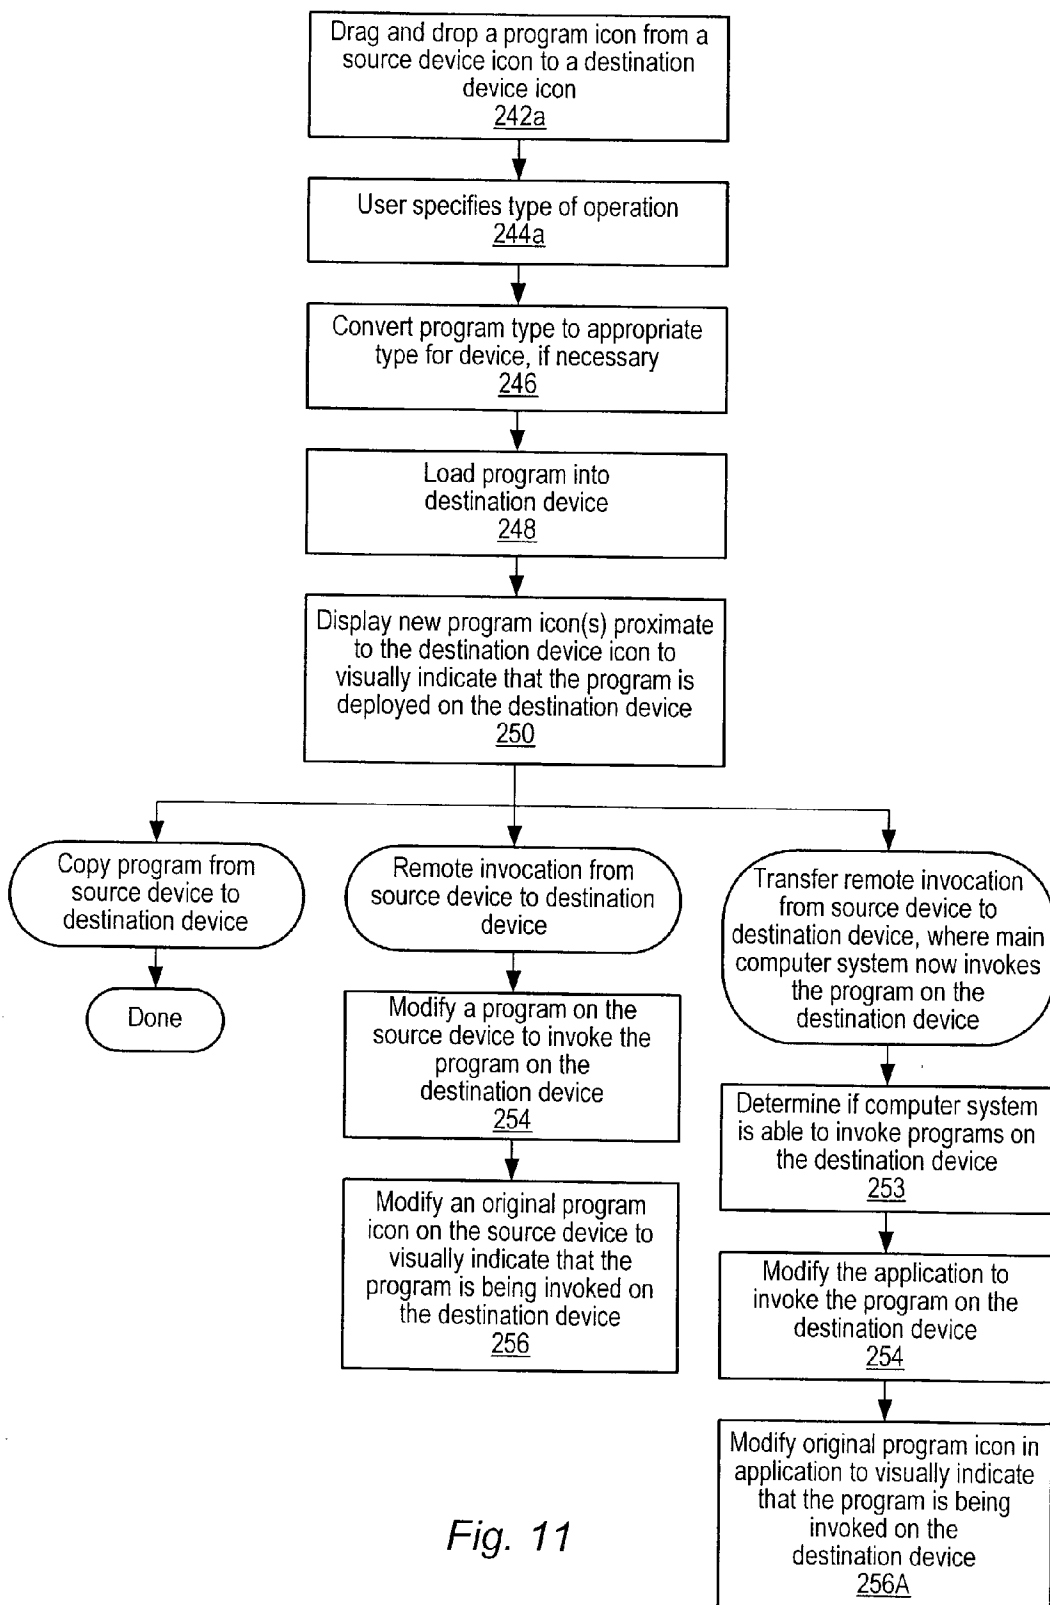 Drag and drop a program icon from a
source device icon to a destination
device icon
242a
User specifies type of operation
244a
Convert program type to appropriate
type for device, if necessary
246
Load program into
destination device
248
Display new program icon(s) proximate
to the destination device icon to
visually indicate that the program is
deployed on the destination device
250
Copy program from
source device to
destination device
Done
Remote invocation from
source device to destination
device
Modify a program on the
source device to invoke the
program on the
destination device
254
Modify an original program
icon on the source device to
visually indicate that the
program is being invoked on
the destination device
256
Transfer remote invocation
from source device to
destination device, where main
computer system now invokes
the program on the
destination device
Determine if computer system
is able to invoke programs on
the destination device
253
Modify the application to
invoke the program on the
destination device
254
Modify original program icon in
application to visually indicate
that the program is being
invoked on the
destination device
256A
Fig. 11